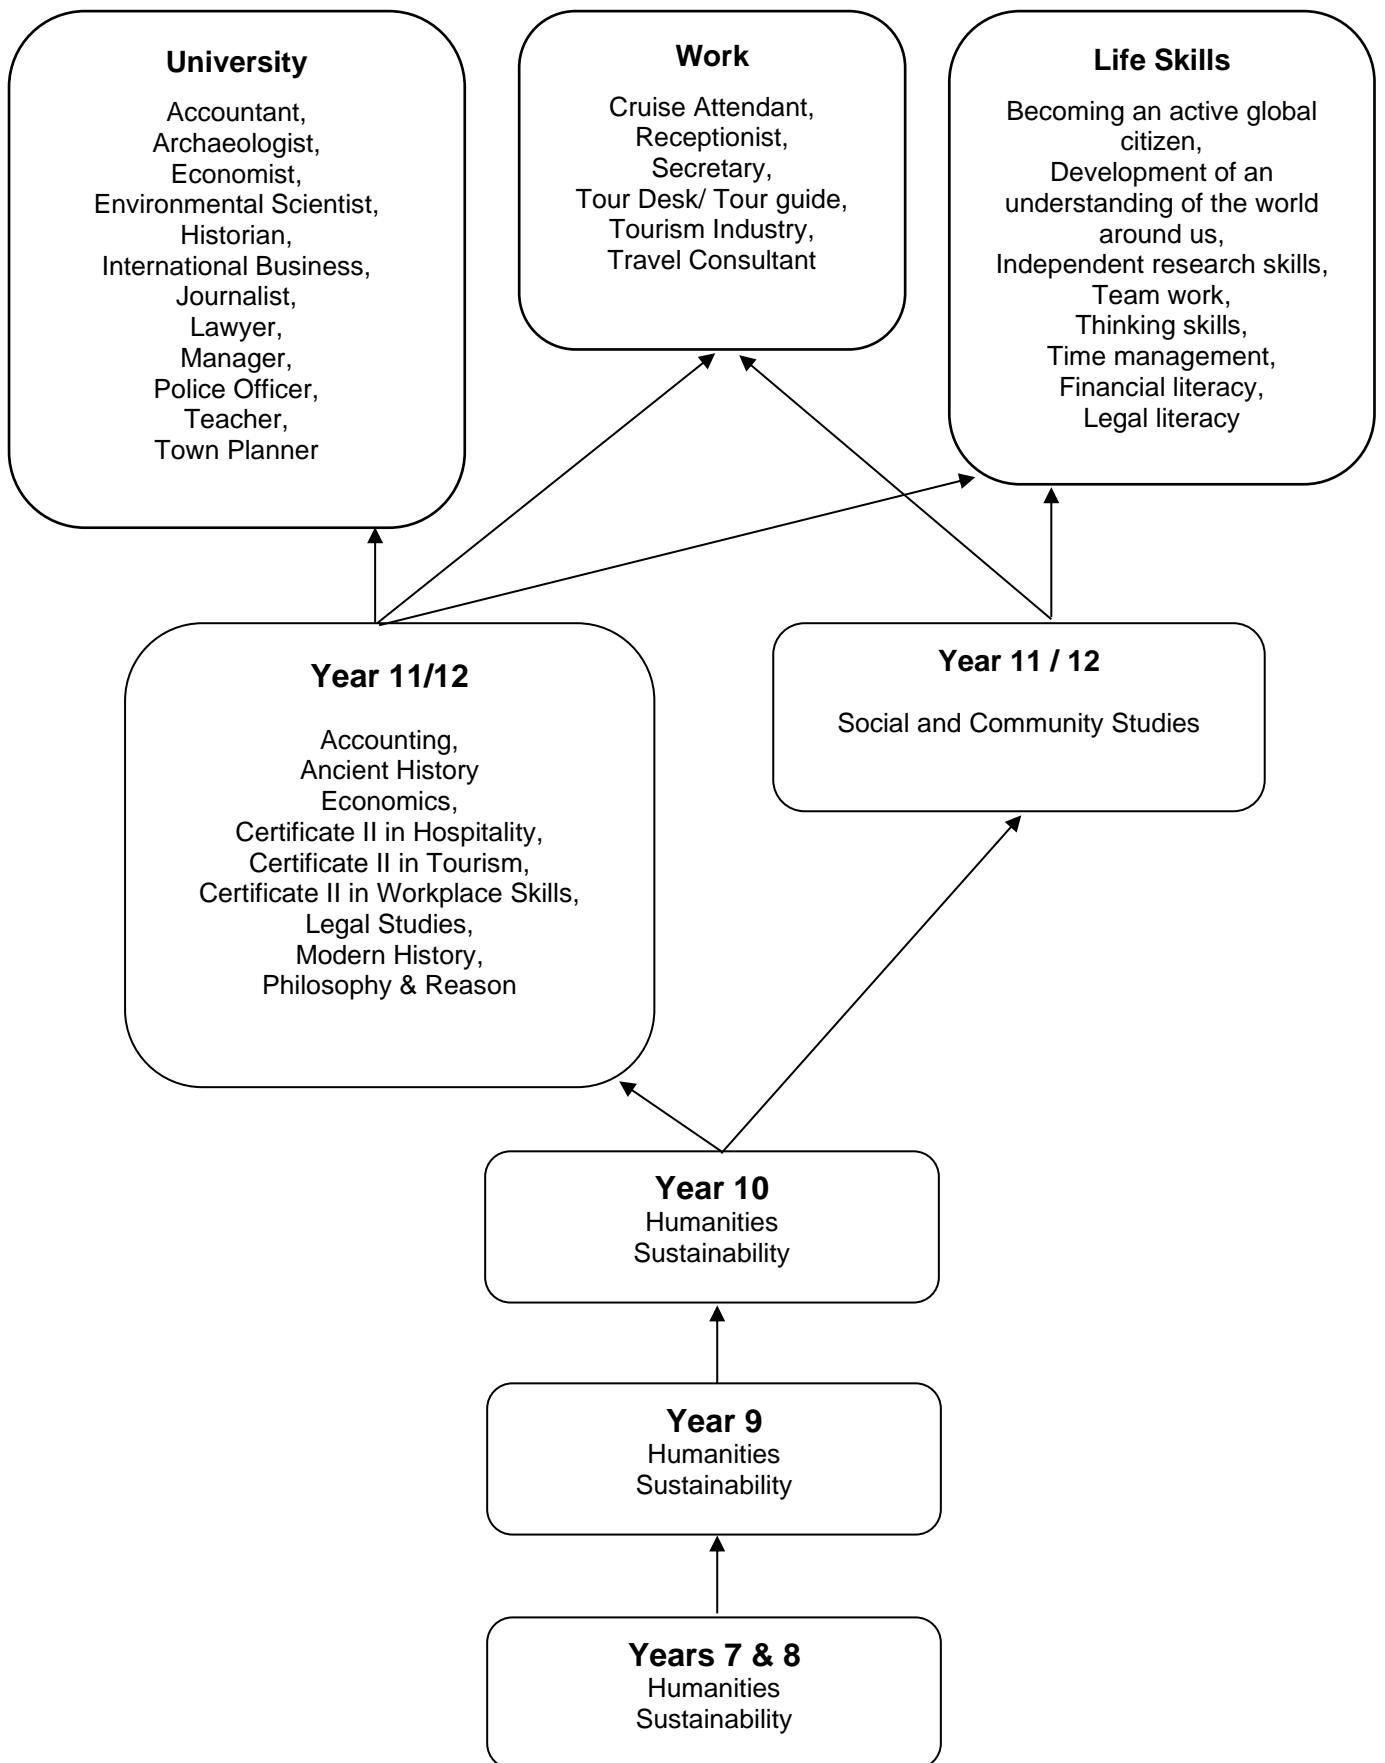 University
Accountant,
Archaeologist,
Economist,
Environmental Scientist,
Historian,
International Business,
Journalist,
Lawyer,
Manager,
Police Officer,
Teacher,
Town Planner
Work
Cruise Attendant,
Receptionist,
Secretary,
Tour Desk/ Tour guide,
Tourism Industry,
Travel Consultant
Life Skills
Becoming an active global
citizen,
Development of an
understanding of the world
around us,
Independent research skills,
Team work,
Thinking skills,
Time management,
Financial literacy,
Legal literacy
Year 11/12
Accounting,
Ancient History
Economics,
Certificate II in Hospitality,
Certificate II in Tourism,
Certificate II in Workplace Skills,
Legal Studies,
Modern History,
Philosophy & Reason
Year 11 / 12
Social and Community Studies
Year 10
Humanities
Sustainability
Year 9
Humanities
Sustainability
Years 7 & 8
Humanities
Sustainability